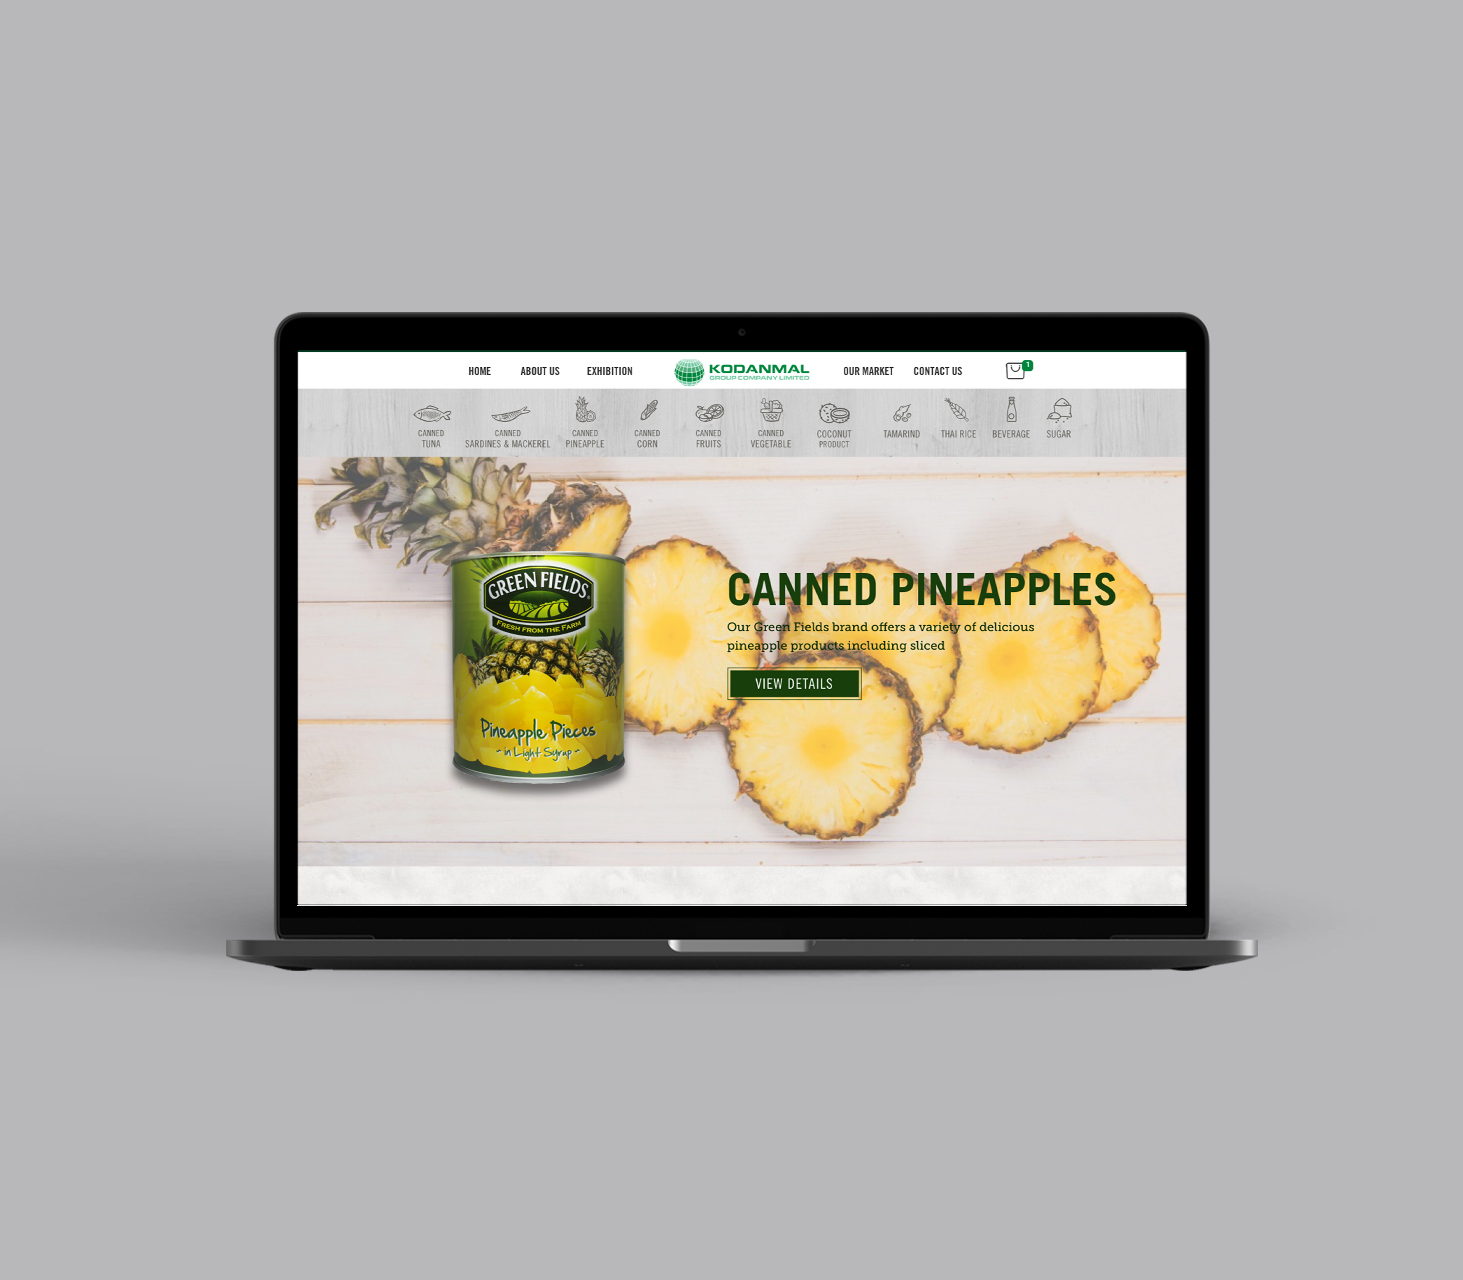 HOME
ABOUT US
EXHIBITION
KODANMAL
GROUP COMPANY LIMITED
OUR MARKET
CONTACT US
1
CANNED
TUNA
CANNED
SARDINES & MACKEREL
CANNED
PINEAPPLE
CANNED
CORN
CANNED
FRUITS
CANNED
VEGETABLE
COCONUT
PRODUCT
TAMARIND
THAI RICE
BEVERAGE
SUGAR
GREEN FIELDS®
FRESH FROM THE FARM
Pineapple Pieces
~ in Light Syrup ~
CANNED PINEAPPLES
Our Green Fields brand offers a variety of delicious
pineapple products including sliced
VIEW DETAILS